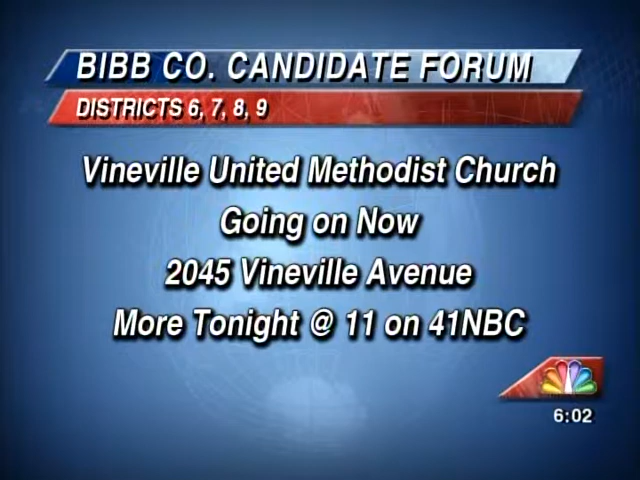 BIBB CO. CANDIDATE FORUM
DISTRICTS 6, 7, 8, 9
Vineville United Methodist Church
Going on Now
2045 Vineville Avenue
More Tonight @ 11 on 41NBC
6:02